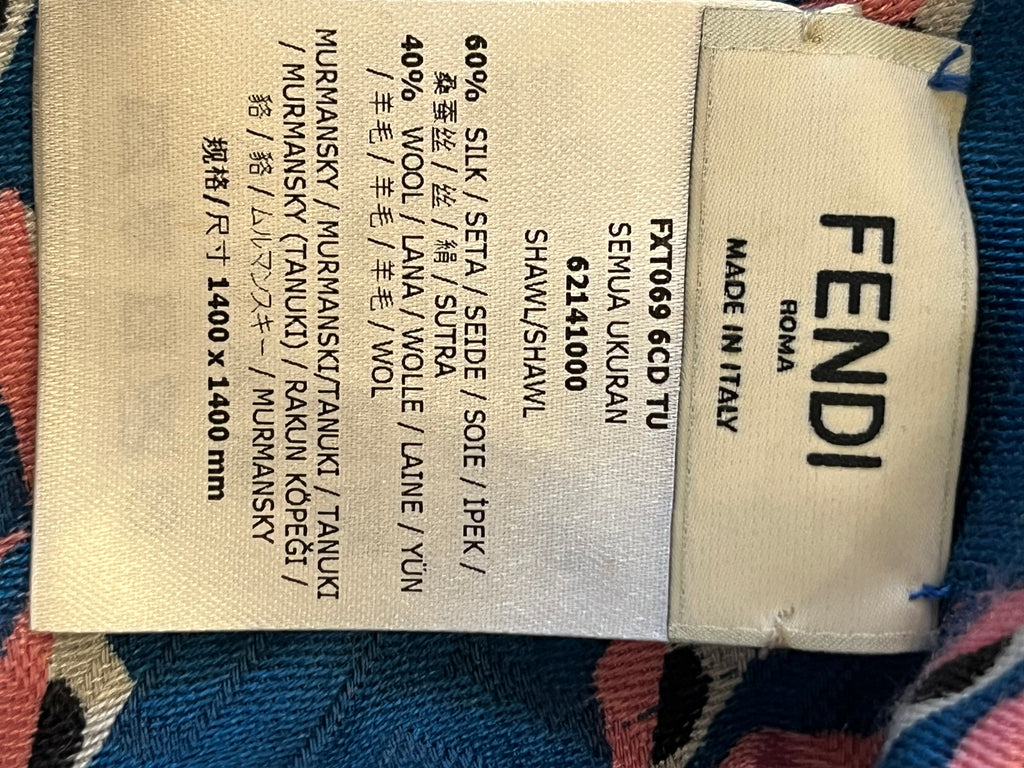 FENDI
ROMA
MADE IN ITALY
FXT069 6CD TU
SEMUA UKURAN
62141000
SHAWL/SHAWL
60% SILK / SETA / SEIDE / SOIE / İPEK /
桑蚕丝 / 丝 / 絹 / SUTRA
40% WOOL / LANA / WOLLE / LAINE / YÜN
/ 羊毛 / 羊毛 / 羊毛 / WOL
MURMANSKY / MURMANSKI/TANUKI / TANUKI
/ MURMANSKY (TANUKI) / RAKUN KÖPEĞİ /
貉 / 貉 / ムルマンスキー / MURMANSKY
规格/尺寸 1400 x 1400 mm